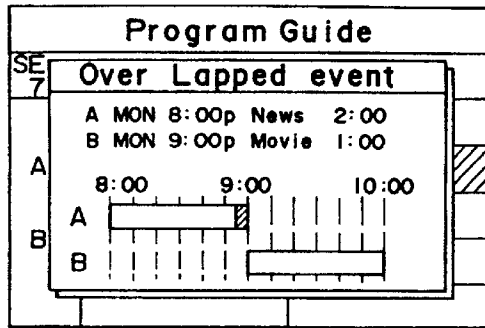 Program Guide
SE
7
Over Lapped event
A MON 8:00p News 2:00
B MON 9:00p Movie 1:00
A
8:00 9:00 10:00
A
B
B